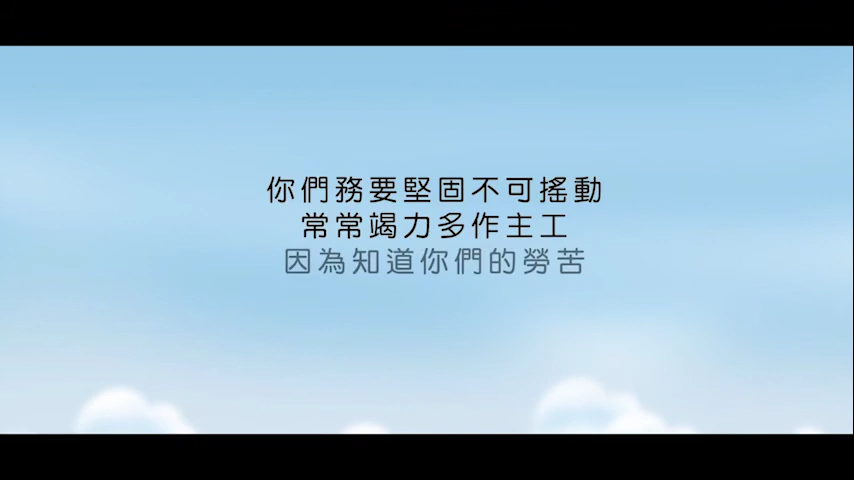 你們務要堅固不可搖動
常常竭力多作主工
因為知道你們的勞苦